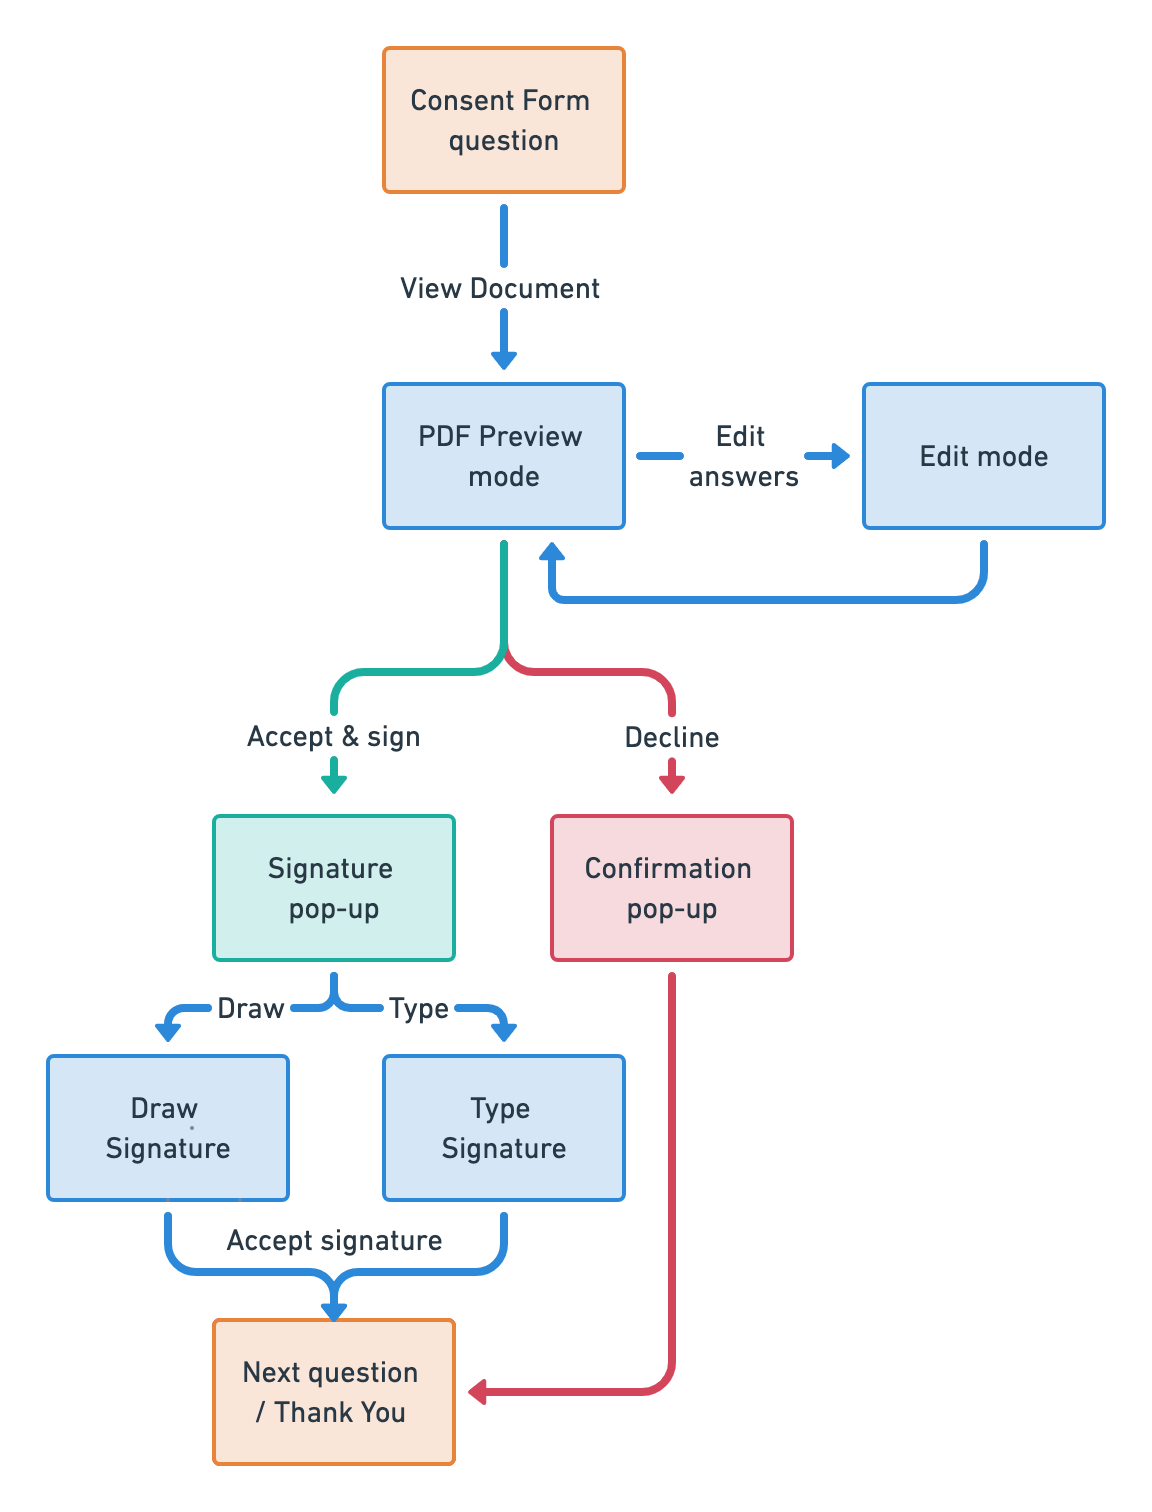 Consent Form
question
View Document
PDF Preview
mode
Edit
answers
Edit mode
Accept & sign
Decline
Signature
pop-up
Confirmation
pop-up
Draw
Type
Draw
Signature
Type
Signature
Accept signature
Next question
/ Thank You